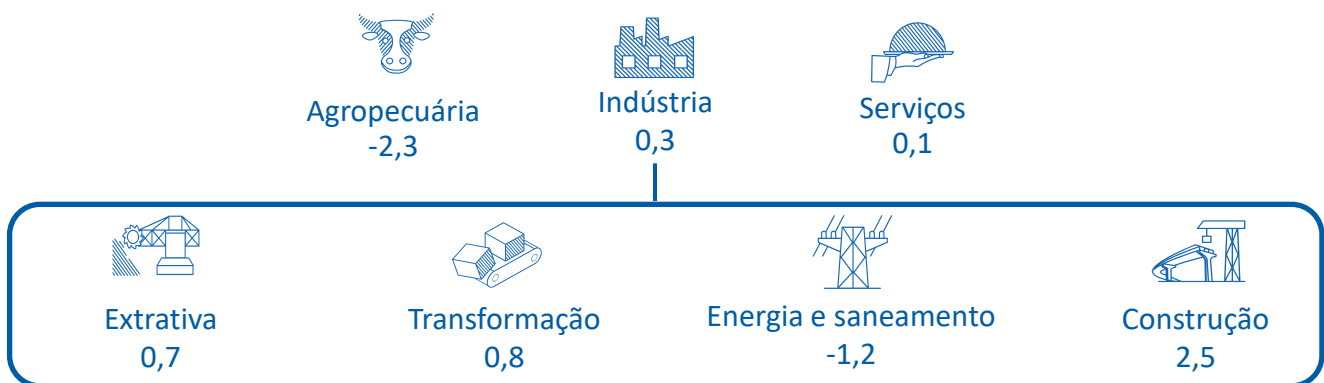 Agropecuária
-2,3
Indústria
0,3
Serviços
0,1
Extrativa
0,7
Transformação
0,8
Energia e saneamento
-1,2
Construção
2,5